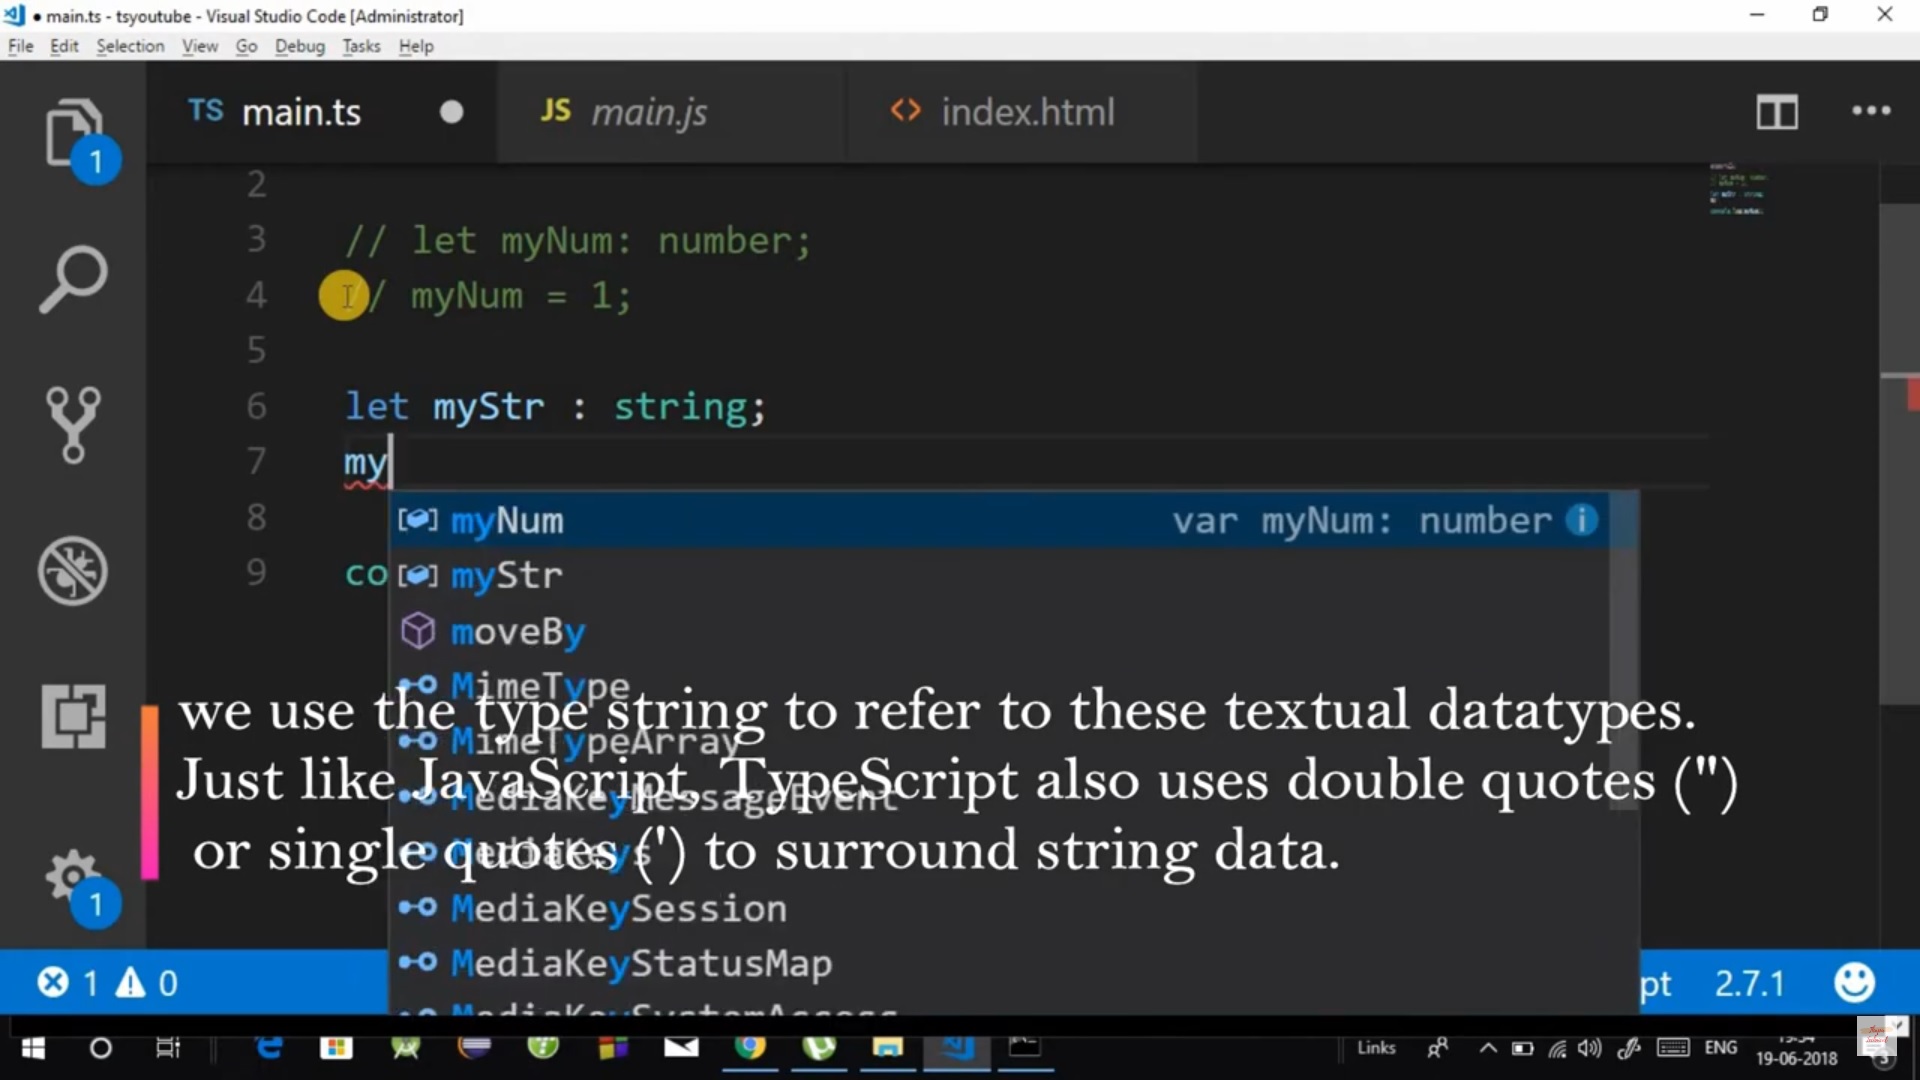 main.ts - tsyoutube - Visual Studio Code [Administrator]
File Edit Selection View Go Debug Tasks Help
TS main.ts JS main.js <> index.html
2
3 // let myNum: number;
4 // myNum = 1;
5
6 let myStr : string;
7 my
8 myNum var myNum: number
myStr
9 co
moveBy
MimeType
we use the type string to refer to these textual datatypes.
MimeTypeArray
Just like JavaScript, TypeScript also uses double quotes (")
MediaKeyMessageEvent
or single quotes (') to surround string data.
MediaKeys
MediaKeySession
MediaKeyStatusMap
1 0 pt 2.7.1
Links ENG
19-06-2018